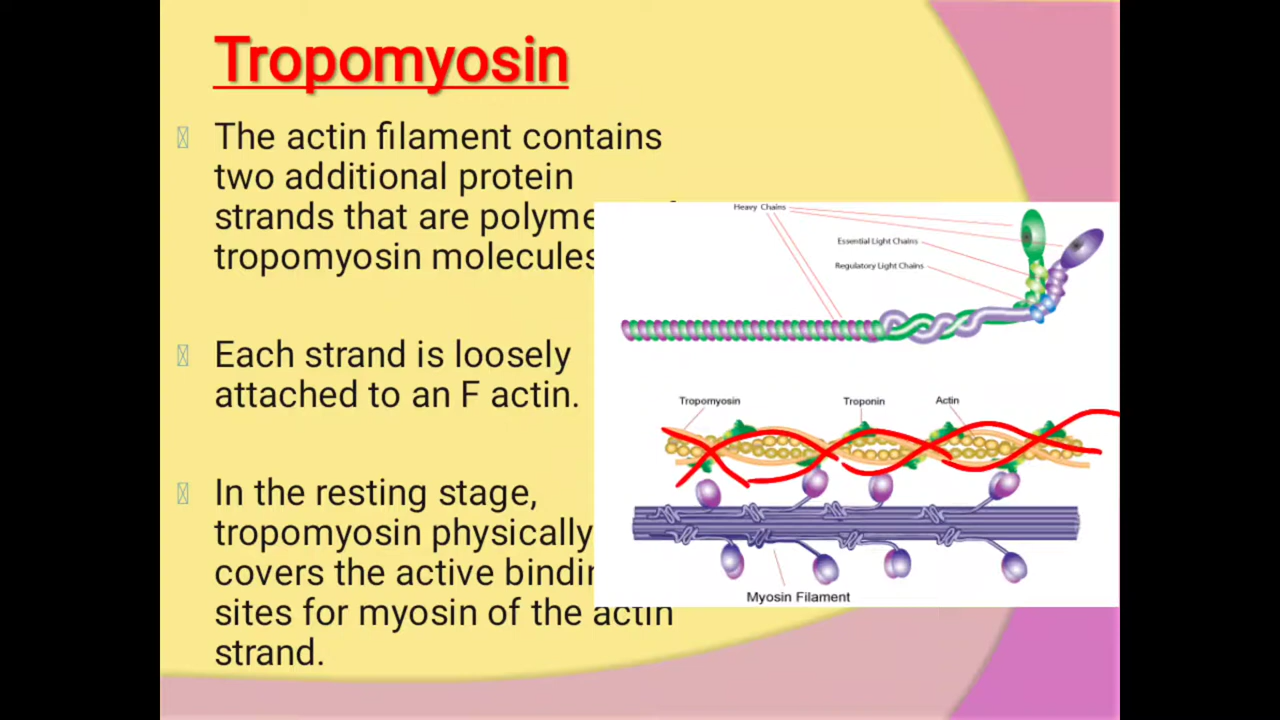 Tropomyosin
The actin filament contains
two additional protein
strands that are
tropomyosin molecules
Each strand is loosely
attached to an F actin.
In the resting stage,
tropomyosin physically
covers the active
sites for myosin of the actin
strand.
Heavy Chains
Essential Light Chains
Regulatory Light Chains
Tropomyosin
Troponin
Actin
Myosin Filament